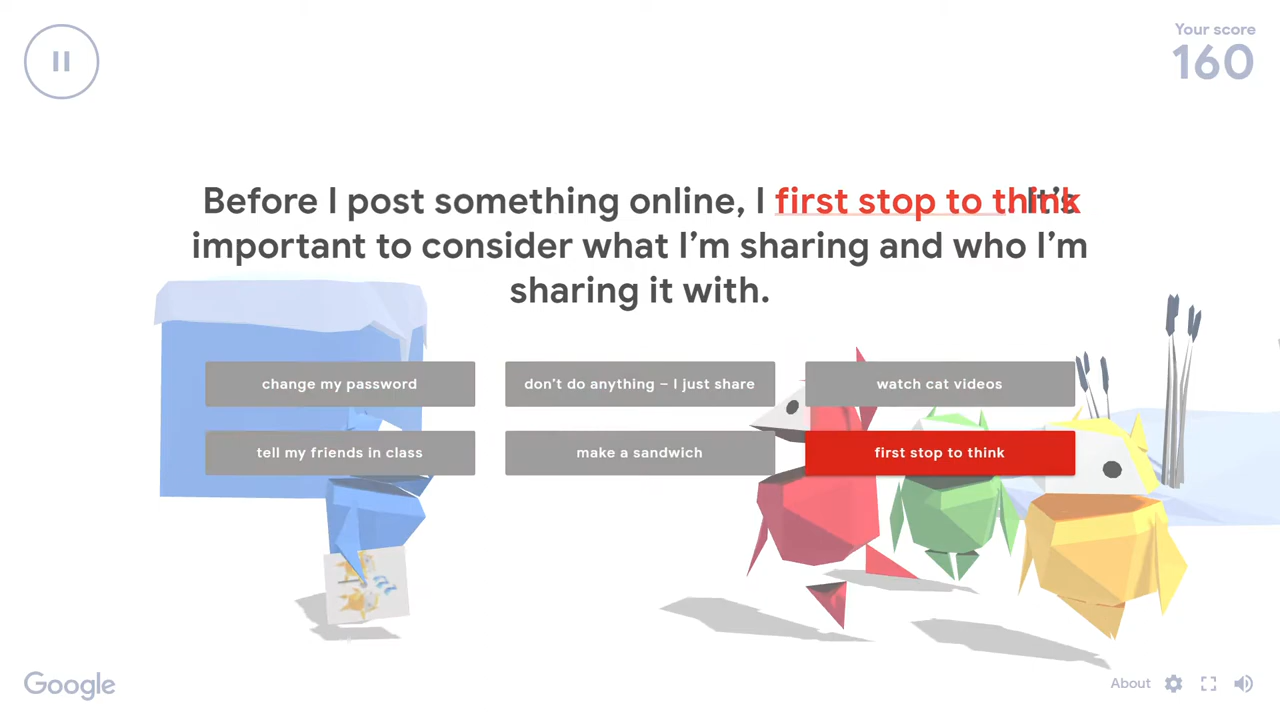 Your score
160
Before I post something online, I first stop to think. It’s
important to consider what I’m sharing and who I’m
sharing it with.
change my password
don’t do anything – I just share
watch cat videos
tell my friends in class
make a sandwich
first stop to think
Google
About